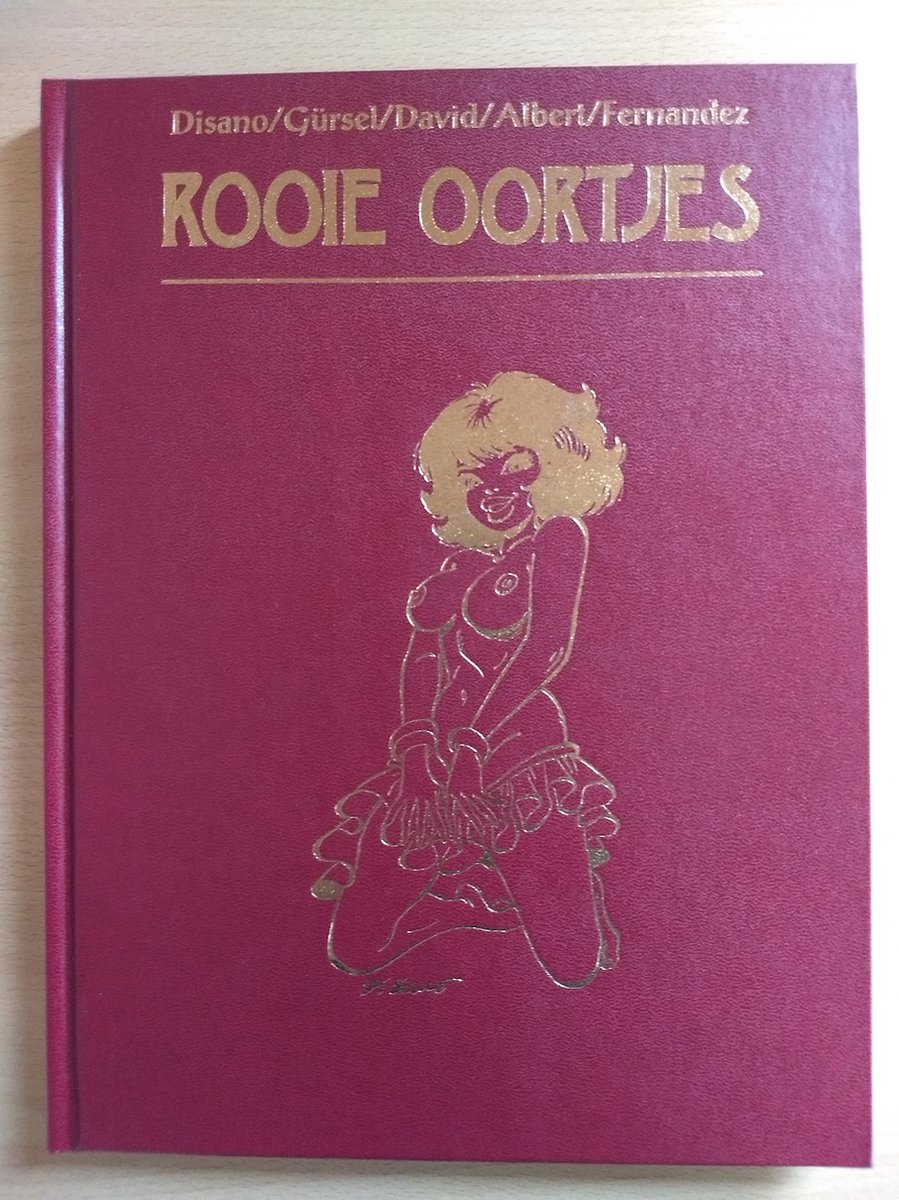 Disano/Gürsel/David/Albert/Fernandez
ROOIE OORTJES